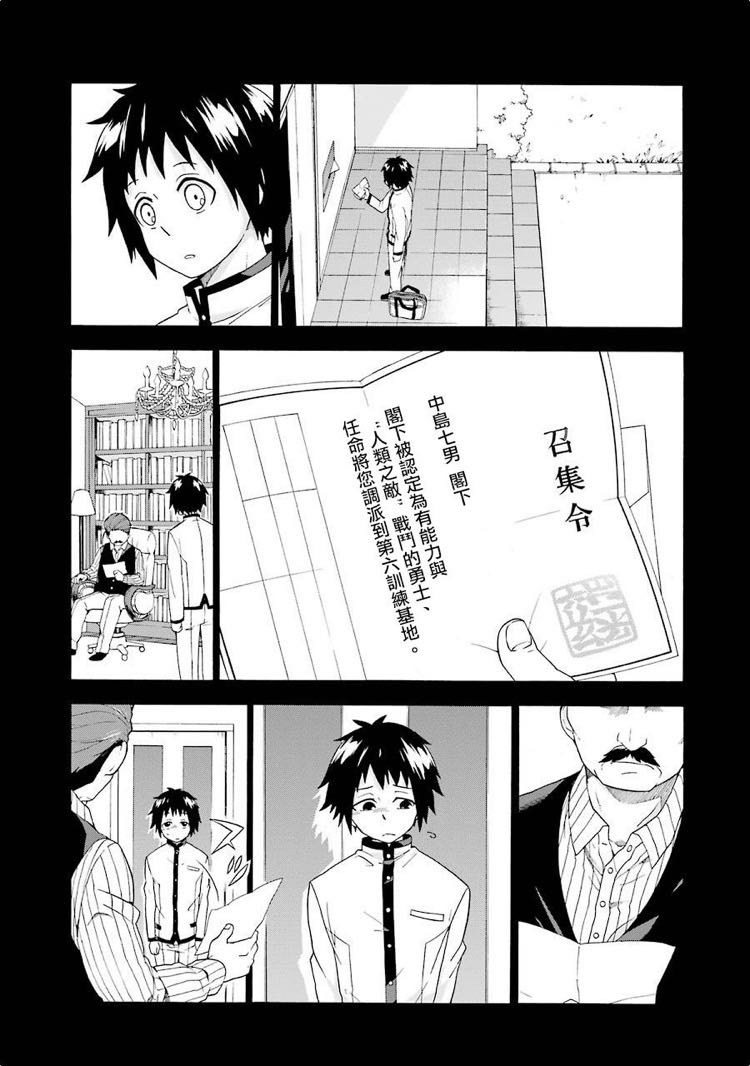 召集令
中島七男 閣下
閣下被認定為有能力與
"人類之敵"戰鬥的勇士、
任命將您調派到第六訓練基地。